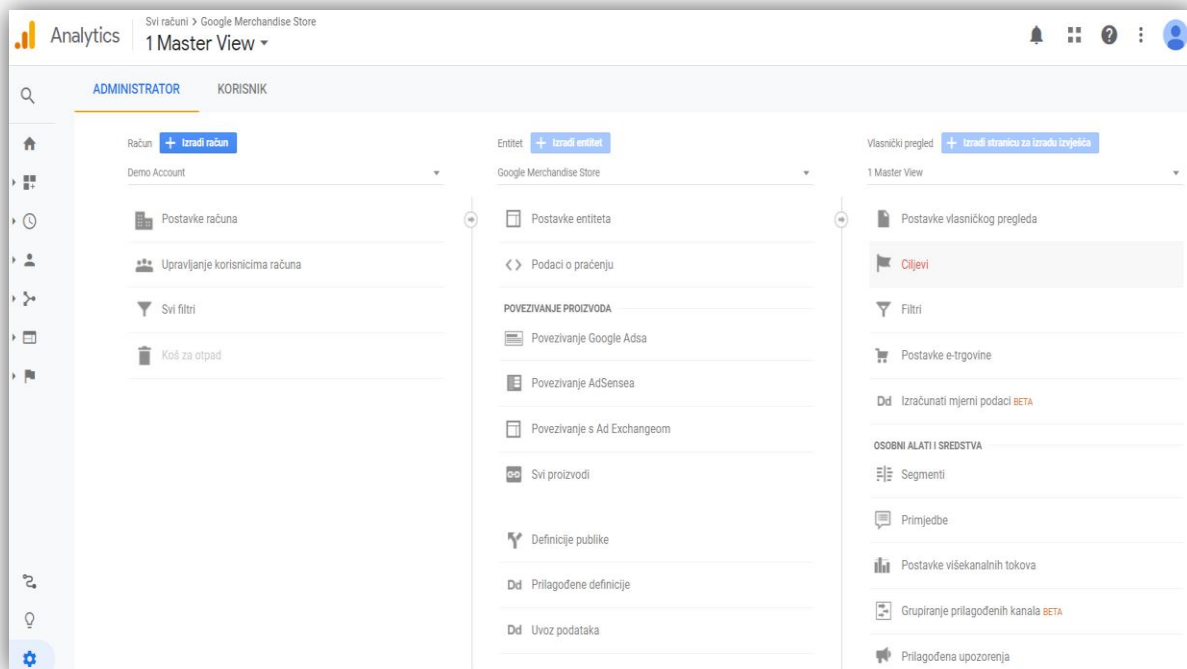 Analytics
Svi računi > Google Merchandise Store
1 Master View
ADMINISTRATOR
KORISNIK
Račun
+ Izradi račun
Demo Account
Postavke računa
Upravljanje korisnicima računa
Svi filtri
Koš za otpad
Entitet
+ Izradi entitet
Google Merchandise Store
Postavke entiteta
Podaci o praćenju
POVEZIVANJE PROIZVODA
Povezivanje Google Adsa
Povezivanje AdSensea
Povezivanje s Ad Exchangeom
Svi proizvodi
Definicije publike
Dd Prilagođene definicije
Dd Uvoz podataka
Vlasnički pregled
+ Izradi stranicu za izradu izvješća
1 Master View
Postavke vlasničkog pregleda
Ciljevi
Filtri
Postavke e-trgovine
Dd Izračunati mjerni podaci BETA
OSOBNI ALATI I SREDSTVA
Segmenti
Primjedbe
Postavke višekanalnih tokova
Grupiranje prilagođenih kanala BETA
Prilagođena upozorenja